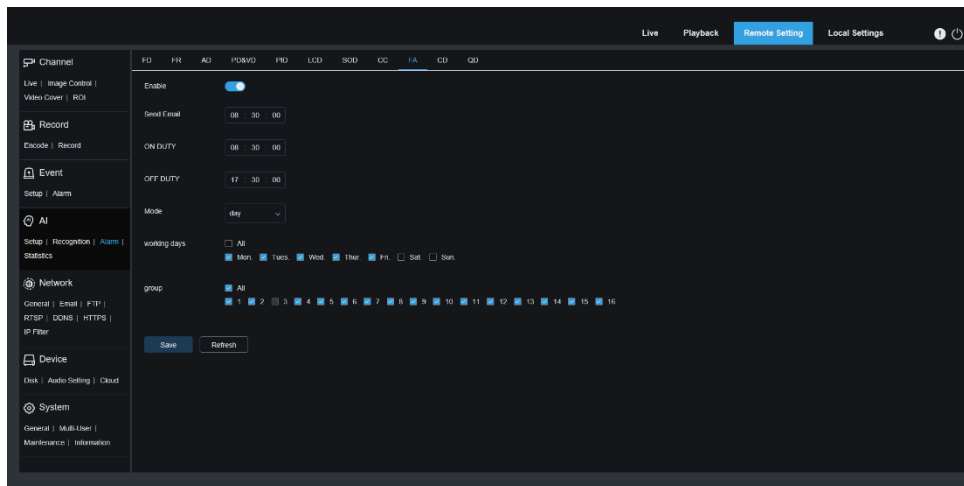 Live Playback Remote Setting Local Settings
Channel
Live | Image Control |
Video Cover | ROI
Record
Encode | Record
Event
Setup | Alarm
AI
Setup | Recognition | Alarm |
Statistics
Network
General | Email | FTP |
RTSP | DDNS | HTTPS |
IP Filter
Device
Disk | Audio Setting | Cloud
System
General | Multi-User |
Maintenance | Information
FD FR AD PD&VD PID LCD SOD CC FA CD QD
Enable
Send Email 08 : 30 : 00
ON DUTY 08 : 30 : 00
OFF DUTY 17 : 30 : 00
Mode day
working days All
Mon. Tues. Wed. Thur. Fri. Sat. Sun.
group All
1 2 3 4 5 6 7 8 9 10 11 12 13 14 15 16
Save Refresh